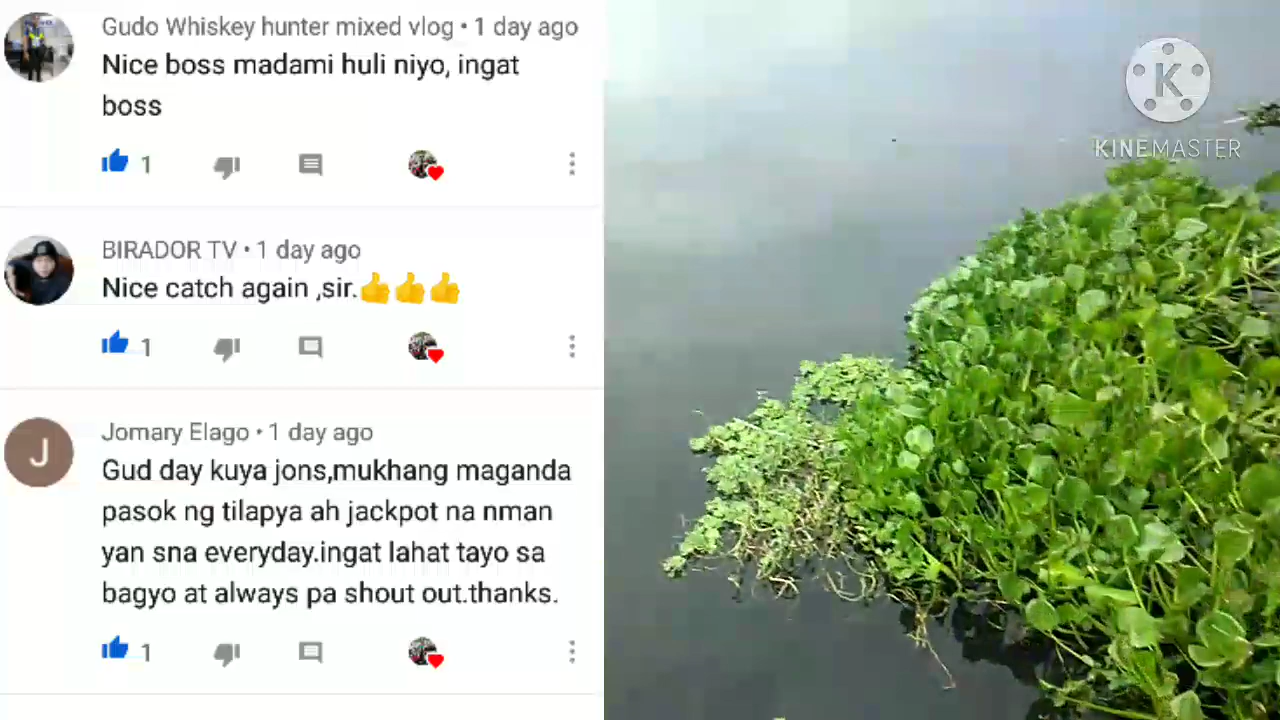 Gudo Whiskey hunter mixed vlog • 1 day ago
Nice boss madami huli niyo, ingat
boss
1
BIRADOR TV • 1 day ago
Nice catch again ,sir.👍👍👍
1
J
Jomary Elago • 1 day ago
Gud day kuya jons,mukhang maganda
pasok ng tilapya ah jackpot na nman
yan sna everyday.ingat lahat tayo sa
bagyo at always pa shout out.thanks.
1
K
KINEMASTER